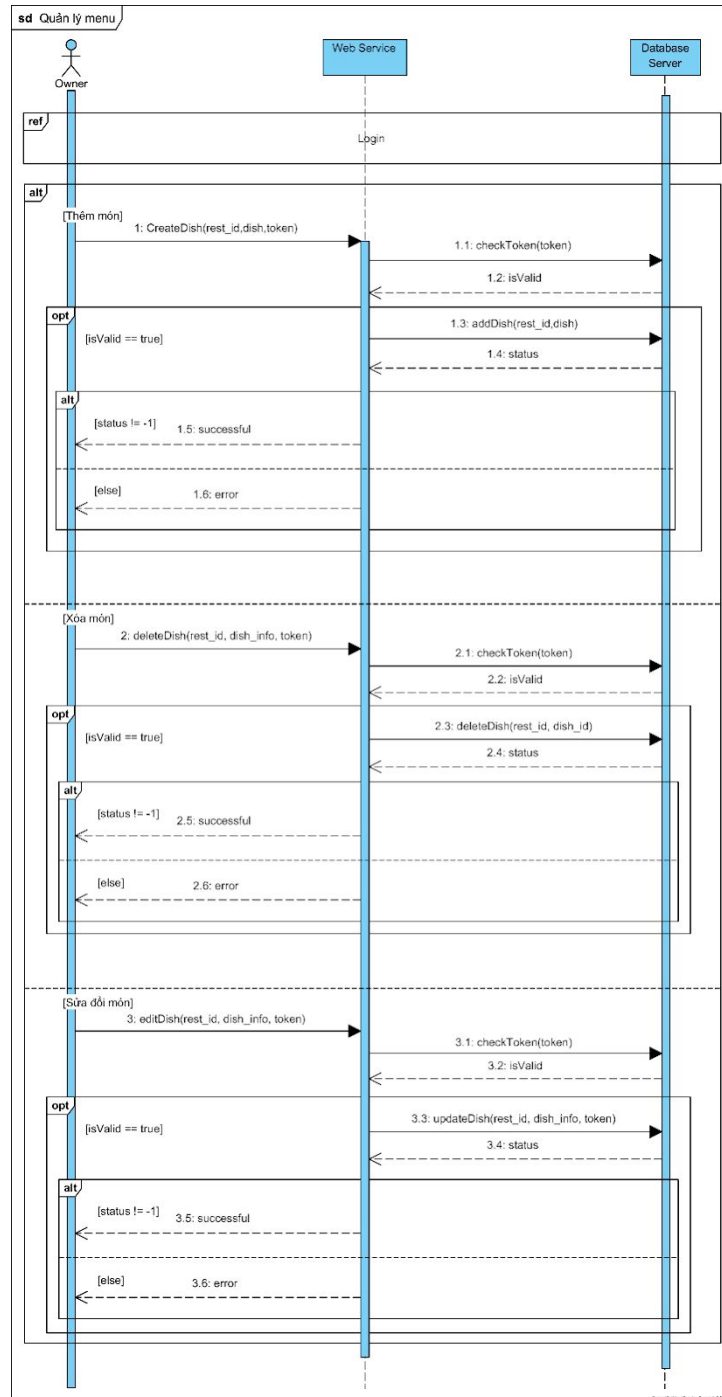 sd Quản lý menu
Owner
Web Service
Database
Server
ref
Login
alt
[Thêm món]
1: CreateDish(rest_id,dish,token)
1.1: checkToken(token)
1.2: isValid
opt
[isValid == true]
1.3: addDish(rest_id,dish)
1.4: status
alt
[status != -1]
1.5: successful
[else]
1.6: error
[Xóa món]
2: deleteDish(rest_id, dish_info, token)
2.1: checkToken(token)
2.2: isValid
opt
[isValid == true]
2.3: deleteDish(rest_id, dish_id)
2.4: status
alt
[status != -1]
2.5: successful
[else]
2.6: error
[Sửa đổi món]
3: editDish(rest_id, dish_info, token)
3.1: checkToken(token)
3.2: isValid
opt
[isValid == true]
3.3: updateDish(rest_id, dish_info, token)
3.4: status
alt
[status != -1]
3.5: successful
[else]
3.6: error